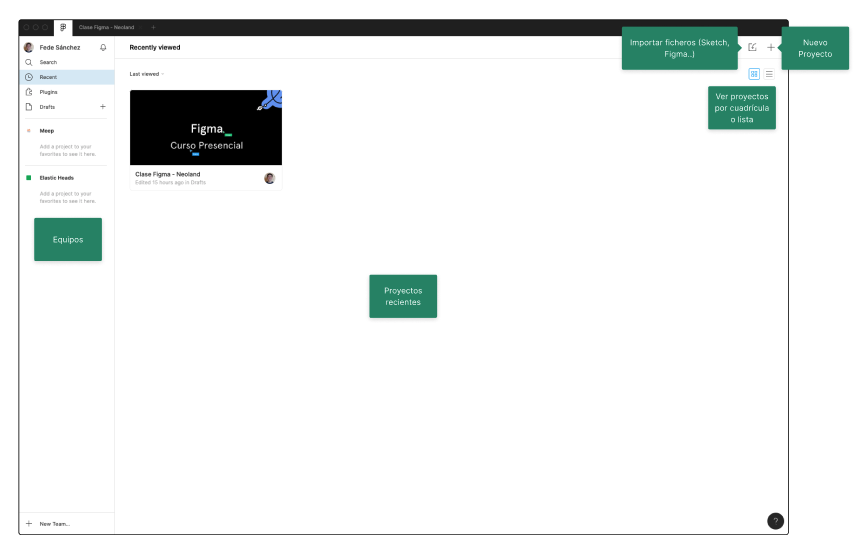 Clase Figma - Neoland
Fede Sánchez
Search
Recent
Plugins
Drafts
Meep
Add a project to your
favorites to see it here.
Elastic Heads
Add a project to your
favorites to see it here.
Equipos
New Team...
Recently viewed
Last viewed
Figma_
Curso Presencial
Clase Figma - Neoland
Edited 15 hours ago in Drafts
Proyectos
recientes
Importar ficheros (Sketch,
Figma..)
Nuevo
Proyecto
Ver proyectos
por cuadrícula
o lista
?